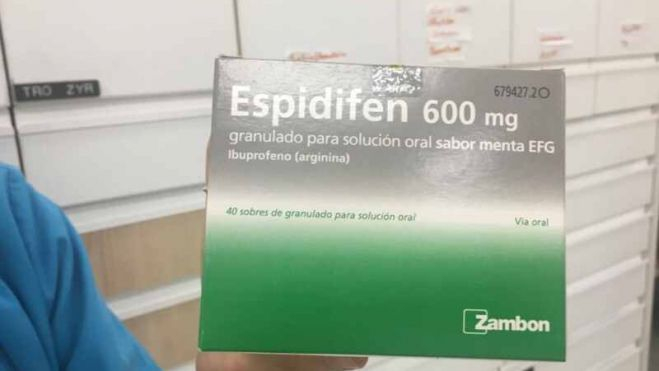 TRO ZYR
679427.2
Espidifen 600 mg
granulado para solución oral sabor menta EFG
Ibuprofeno (arginina)
40 sobres de granulado para solución oral
Via oral
Zambon